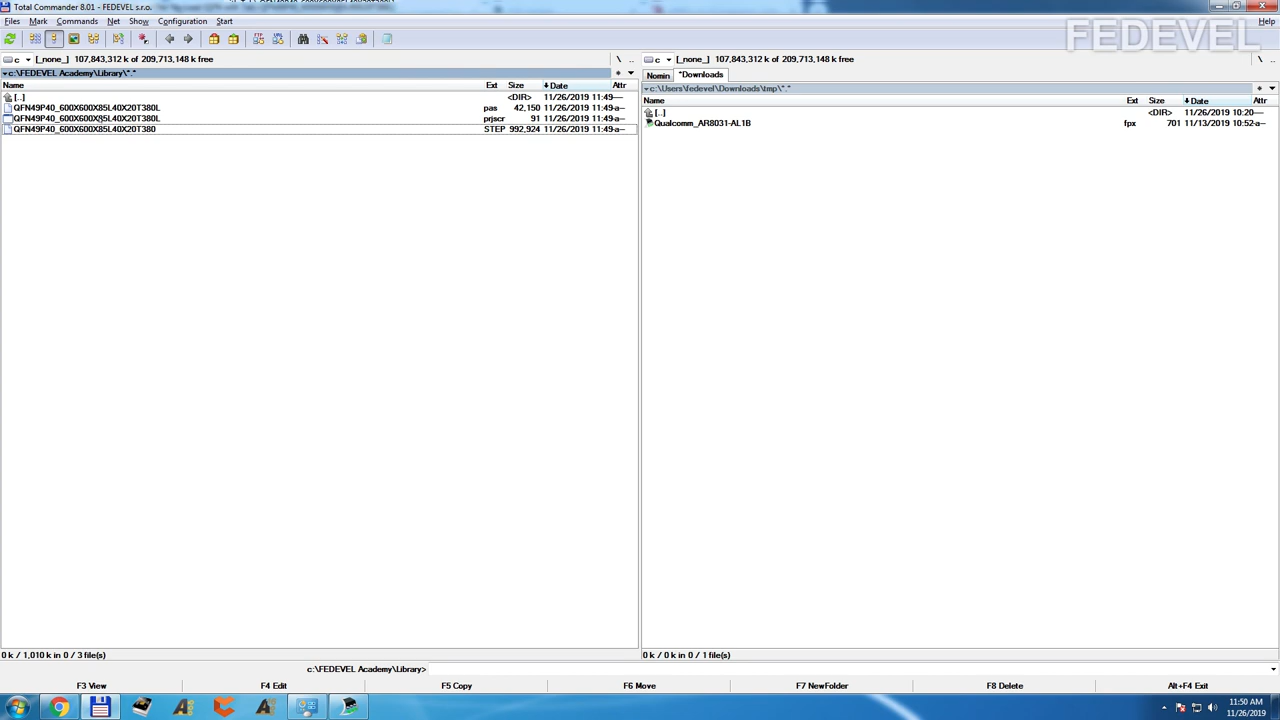 Total Commander 8.01 - FEDEVEL s.r.o.
Files Mark Commands Net Show Configuration Start Help
FEDEVEL
c [_none_] 107,843,312 k of 209,713,148 k free \ ..
c [_none_] 107,843,312 k of 209,713,148 k free \ ..
Nomin *Downloads
c:\FEDEVEL Academy\Library\*.* * 
c:\Users\fedevel\Downloads\tmp\*.* *
Name Ext Size Date Attr
[..] <DIR> 11/26/2019 11:49----
QFN49P40_600X600X85L40X20T380L pas 42,150 11/26/2019 11:49-a--
QFN49P40_600X600X85L40X20T380L prjscr 91 11/26/2019 11:49-a--
QFN49P40_600X600X85L40X20T380 STEP 992,924 11/26/2019 11:49-a--
Name Ext Size Date Attr
[..] <DIR> 11/26/2019 10:20----
Qualcomm_AR8031-AL1B fpx 701 11/13/2019 10:52-a--
0 k / 1,010 k in 0 / 3 file(s)
0 k / 0 k in 0 / 1 file(s)
c:\FEDEVEL Academy\Library>
F3 View F4 Edit F5 Copy F6 Move F7 NewFolder F8 Delete Alt+F4 Exit
11:50 AM
11/26/2019